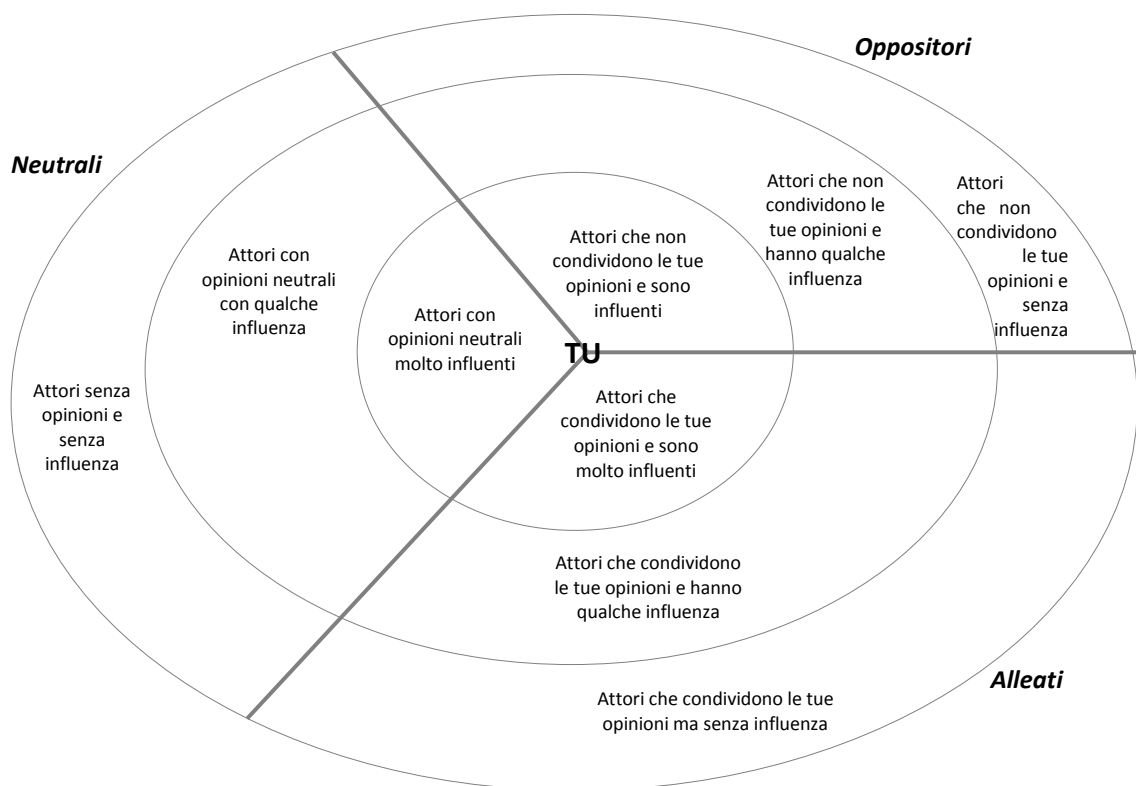 Oppositori
Neutrali
Attori con
opinioni neutrali
con qualche
influenza
Attori senza
opinioni e
senza
influenza
Attori con
opinioni neutrali
molto influenti
Attori che non
condividono le tue
opinioni e sono
influenti
Attori che non
condividono le
tue opinioni e
hanno qualche
influenza
Attori
che non
condividono
le tue
opinioni e
senza
influenza
TU
Attori che
condividono le tue
opinioni e sono
molto influenti
Attori che condividono
le tue opinioni e hanno
qualche influenza
Alleati
Attori che condividono le tue
opinioni ma senza influenza